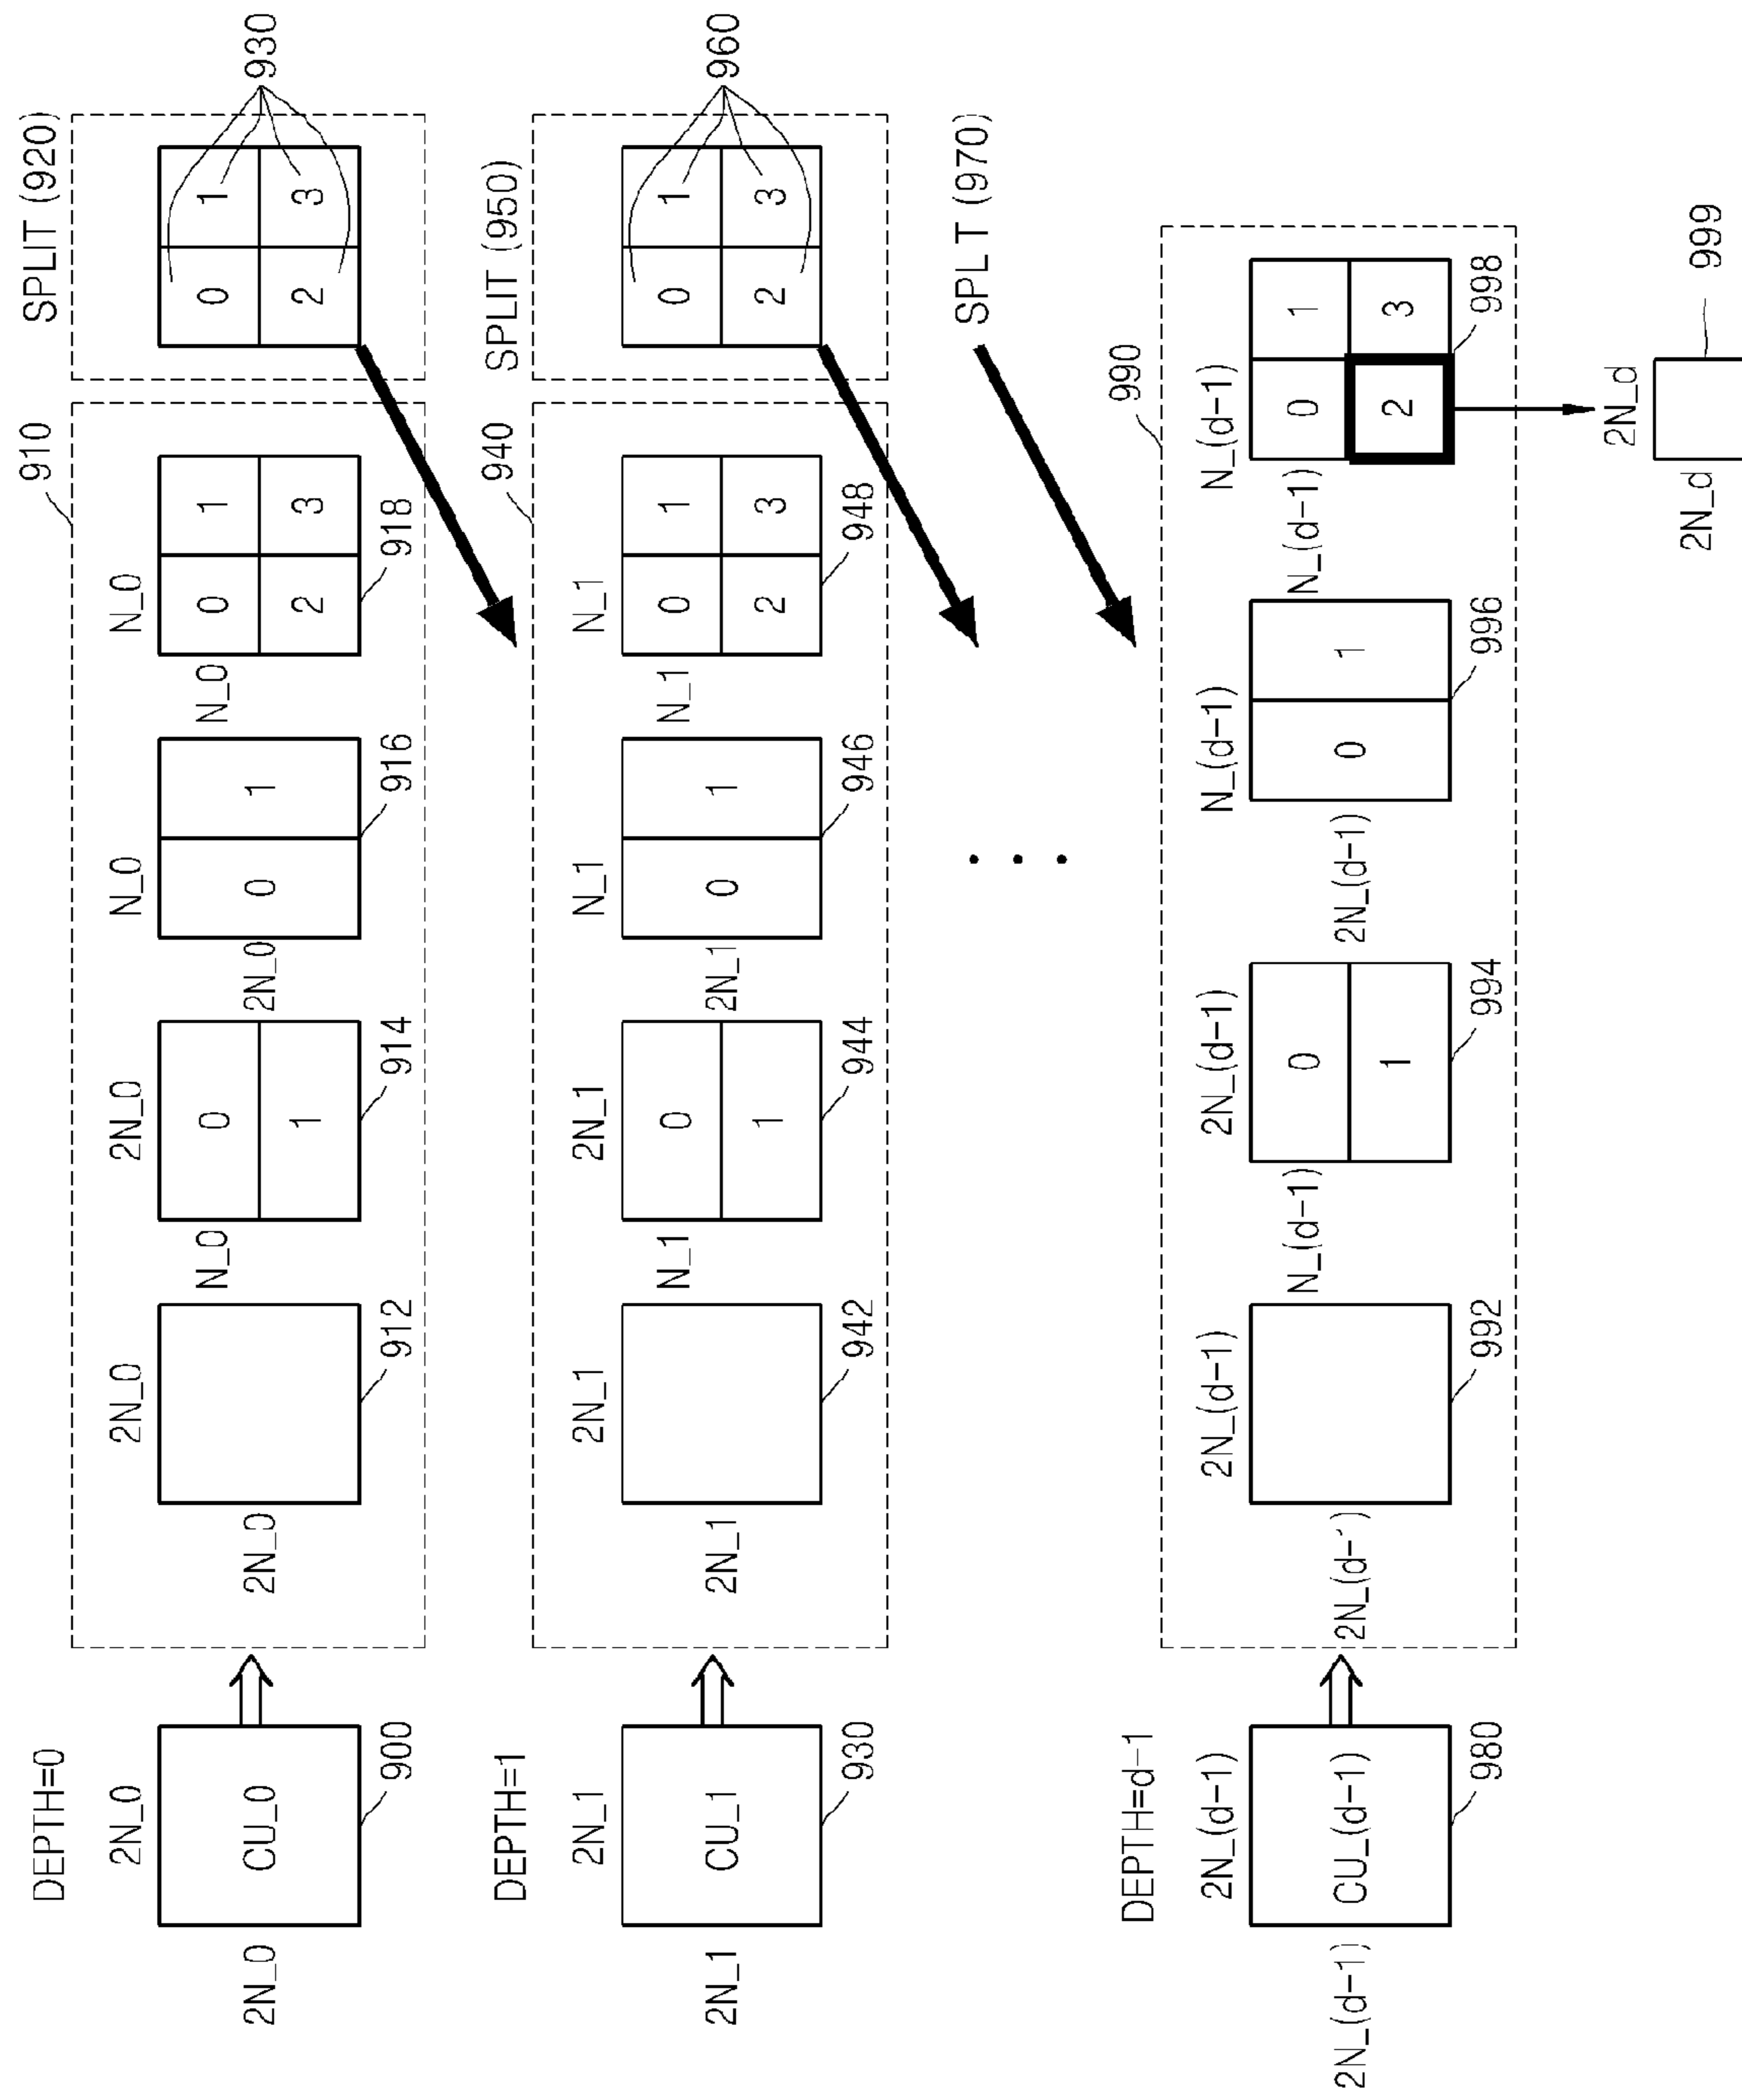 DEPTH=0
2N_0
2N_0
CU_0
900
910
2N_0
2N_0
912
2N_0
N_0
0
1
914
N_0
2N_0
0
1
916
N_0
N_0
0
1
2
3
918
SPLIT (920)
0
1
2
3
930
DEPTH=1
2N_1
2N_1
CU_1
930
940
2N_1
2N_1
942
2N_1
N_1
0
1
944
N_1
2N_1
0
1
946
N_1
N_1
0
1
2
3
948
SPLIT (950)
0
1
2
3
960
SPL T (970)
DEPTH=d-1
2N_(d-1)
2N_(d-1)
CU_(d-1)
980
990
2N_(d-1)
992
2N_(d-1)
N_(d-1)
0
1
994
N_(d-1)
2N_(d-1)
0
1
996
N_(d-1)
N_(d-1)
0
1
2
3
998
2N_d
2N_d
999